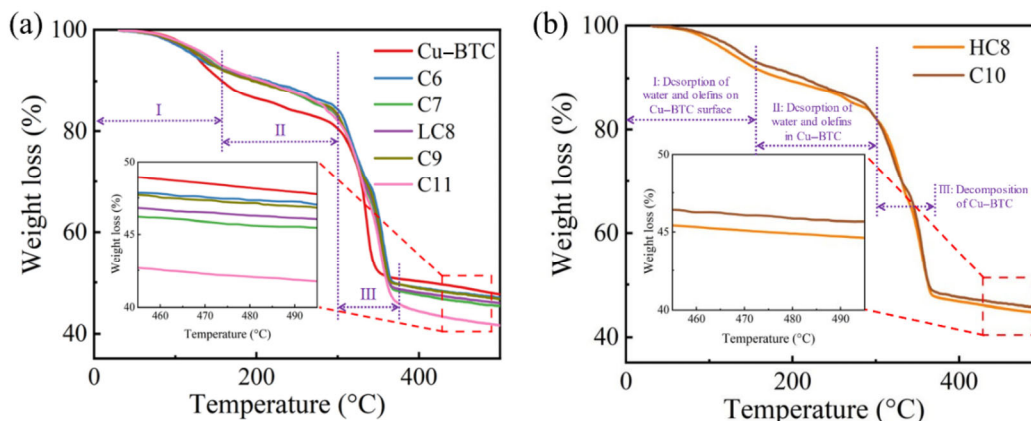 (a)
100
80
60
40
0
200
400
Weight loss (%)
Temperature (°C)
Cu–BTC
C6
C7
LC8
C9
C11
I
II
III
50
45
40
460
470
480
490
Weight loss (%)
Temperature (°C)
(b)
100
80
60
40
0
200
400
Weight loss (%)
Temperature (°C)
HC8
C10
I: Desorption of
water and olefins on
Cu–BTC surface
II: Desorption of
water and olefins
in Cu–BTC
III: Decomposition
of Cu–BTC
50
45
40
460
470
480
490
Weight loss (%)
Temperature (°C)